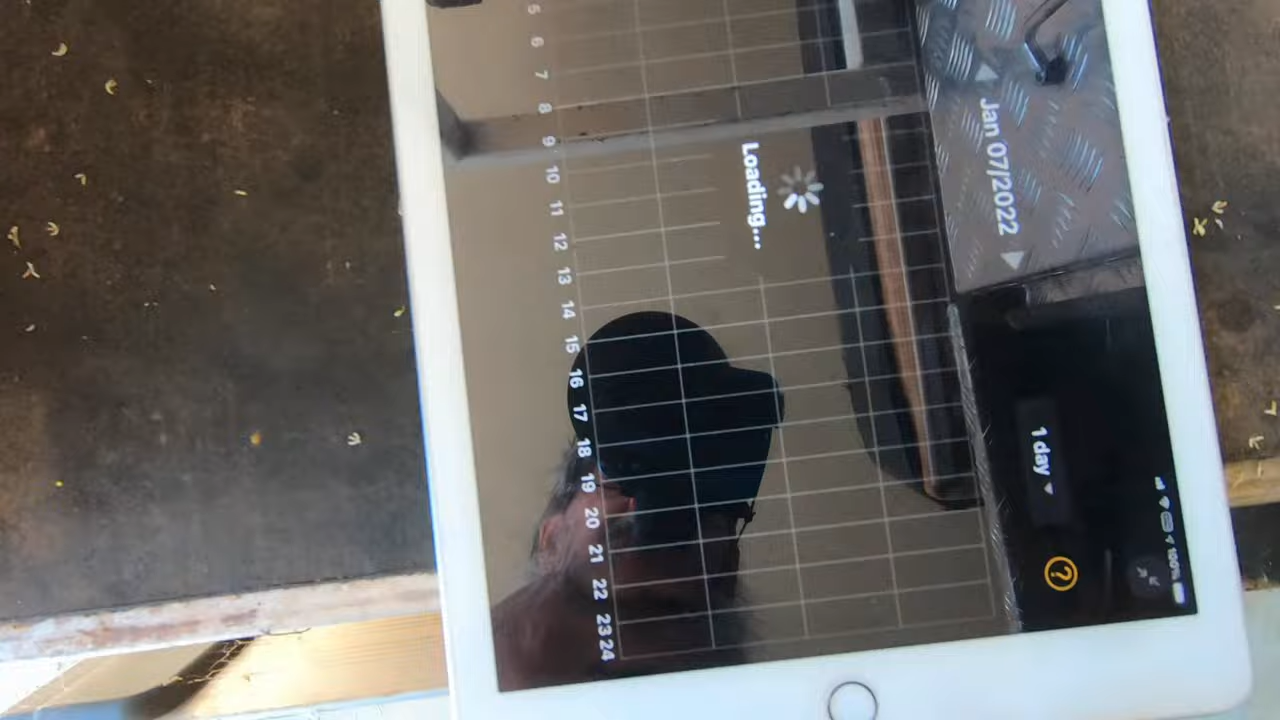 100%
◀ Jan 07/2022 ▶
1 day ▼
?
Loading...
5 6 7 8 9 10 11 12 13 14 15 16 17 18 19 20 21 22 23 24